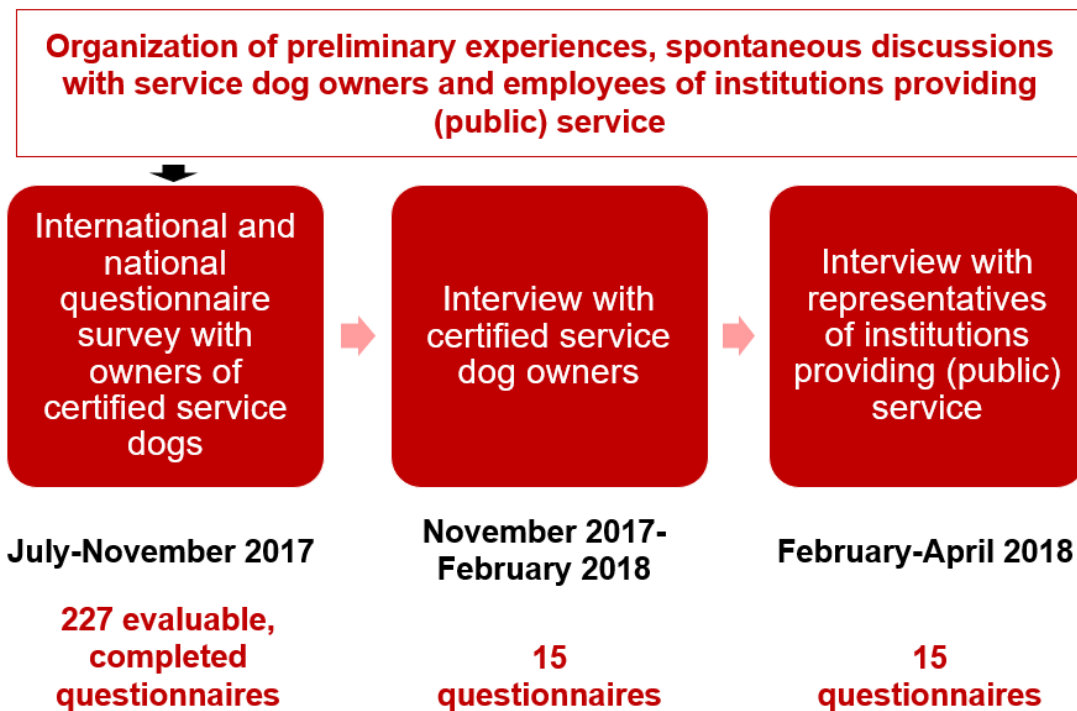 Organization of preliminary experiences, spontaneous discussions
with service dog owners and employees of institutions providing
(public) service
International and
national
questionnaire
survey with
owners of
certified service
dogs
Interview with
certified service
dog owners
Interview with
representatives
of institutions
providing (public)
service
July-November 2017
November 2017-
February 2018
February-April 2018
227 evaluable,
completed
questionnaires
15
questionnaires
15
questionnaires